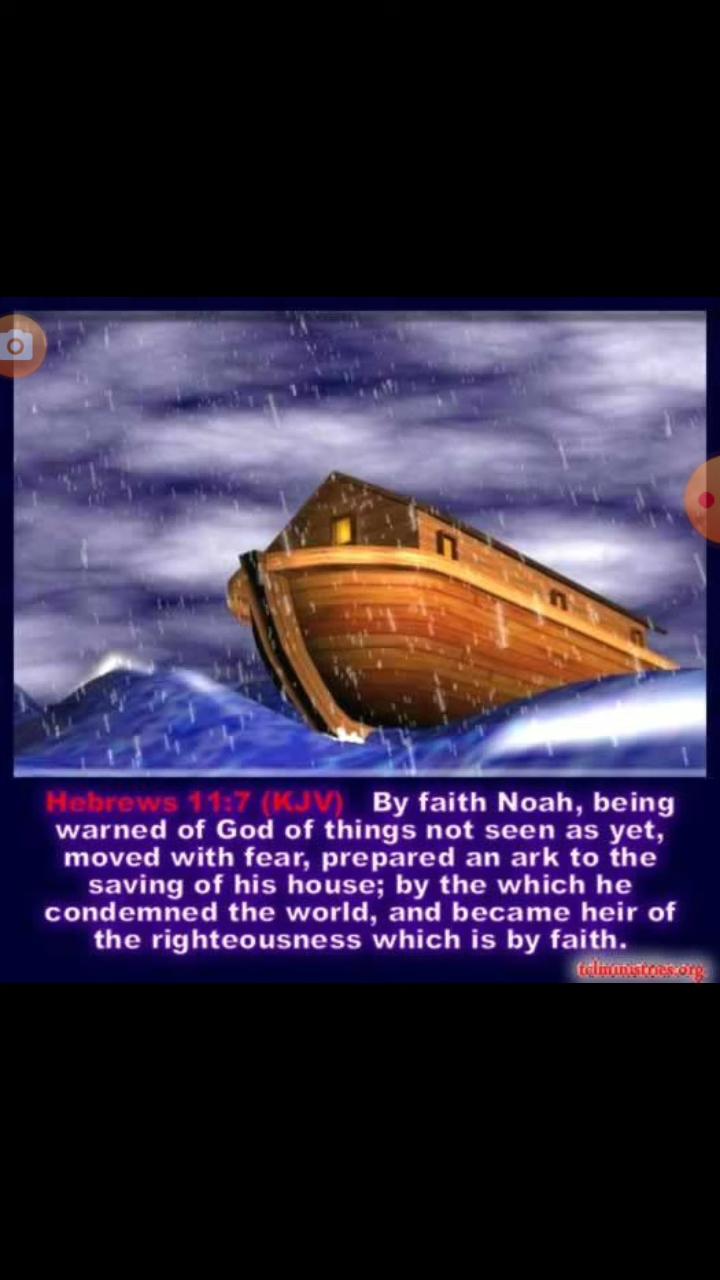 Hebrews 11:7 (KJV) By faith Noah, being
warned of God of things not seen as yet,
moved with fear, prepared an ark to the
saving of his house; by the which he
condemned the world, and became heir of
the righteousness which is by faith.
tclministries.org